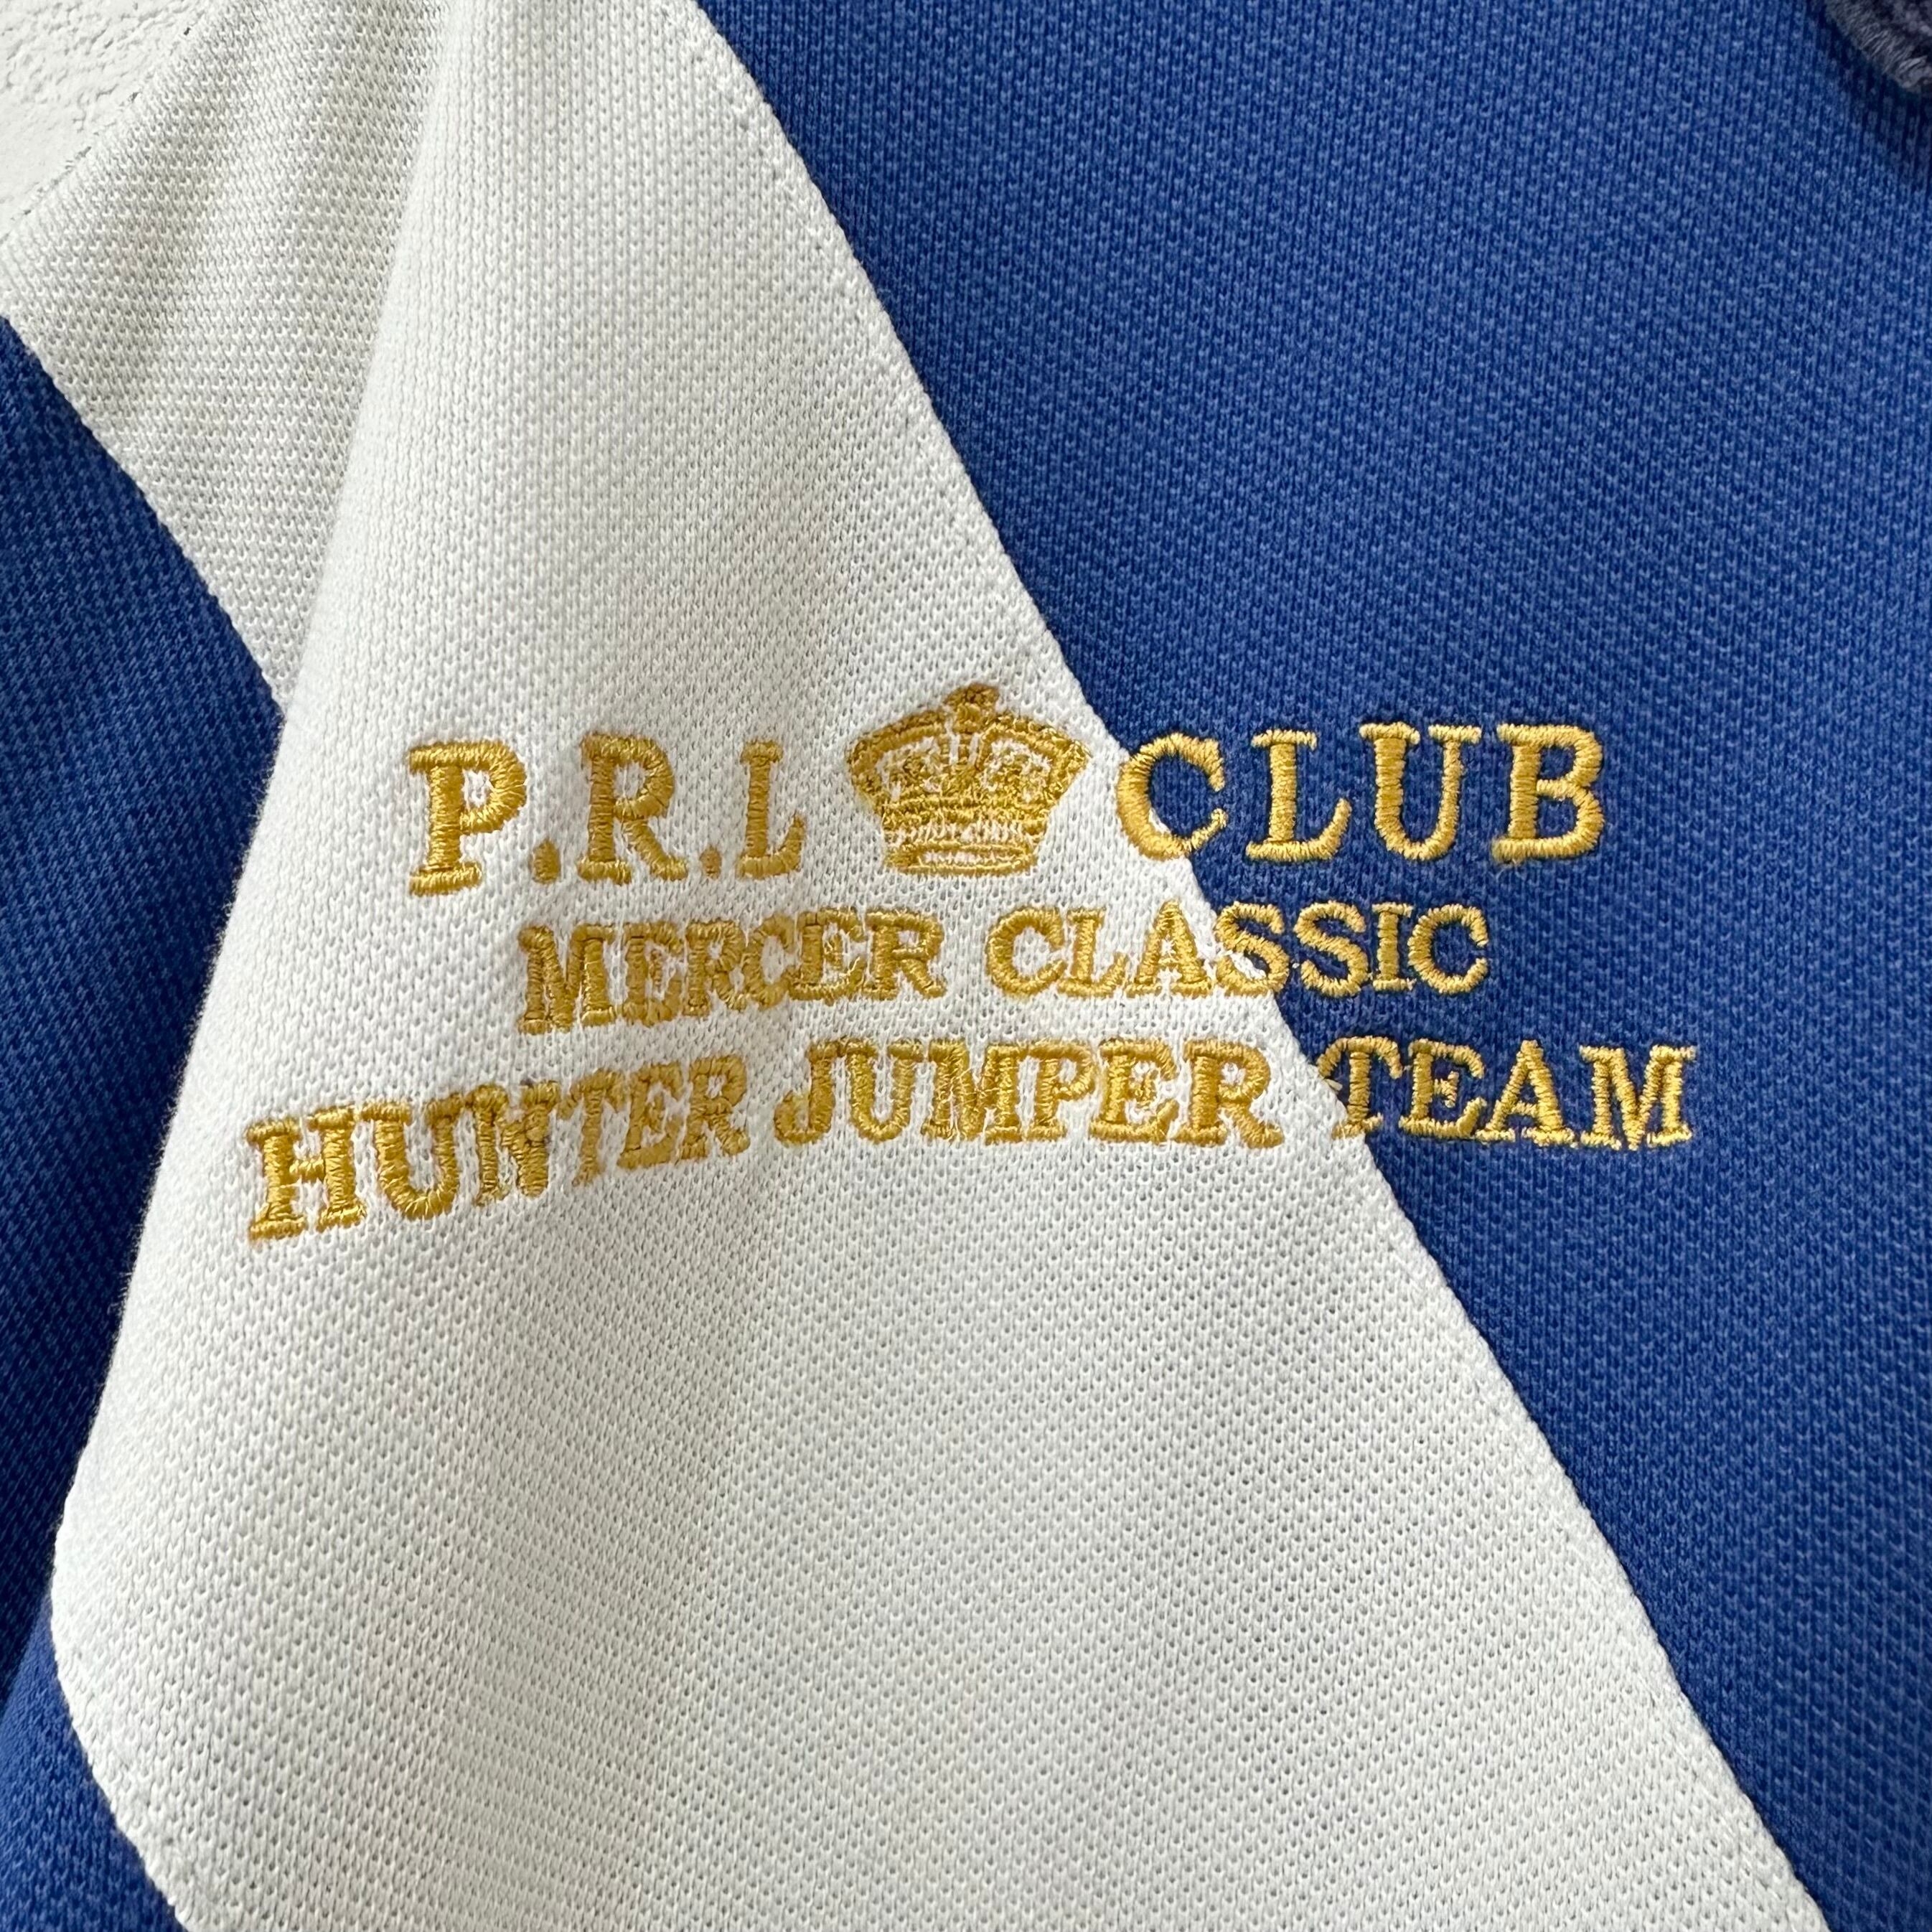 P.R.L CLUB
MERCER CLASSIC
HUNTER JUMPER TEAM